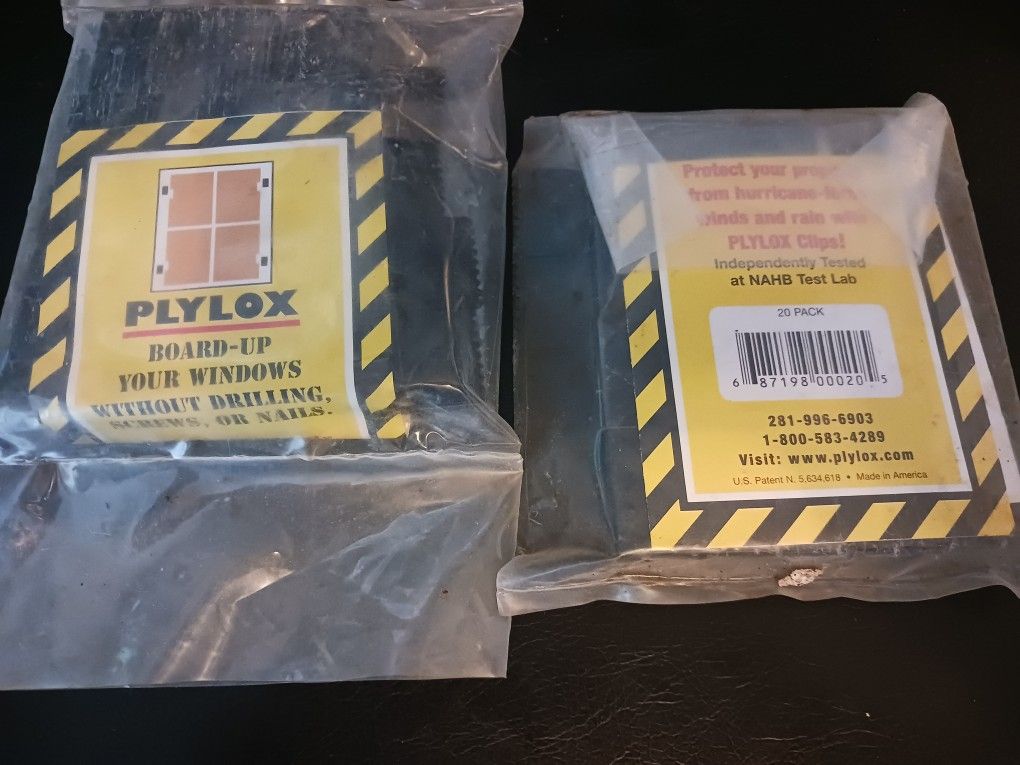 PLYLOX
BOARD-UP
YOUR WINDOWS
WITHOUT DRILLING,
SCREWS, OR NAILS.
Protect your
from hurricane-
winds and rain
PLYLOX Clips!
Independently Tested
at NAHB Test Lab
20 PACK
6 87198 00020 5
281-996-6903
1-800-583-4289
Visit: www.plylox.com
U.S. Patent N. 5,634,618 • Made in America